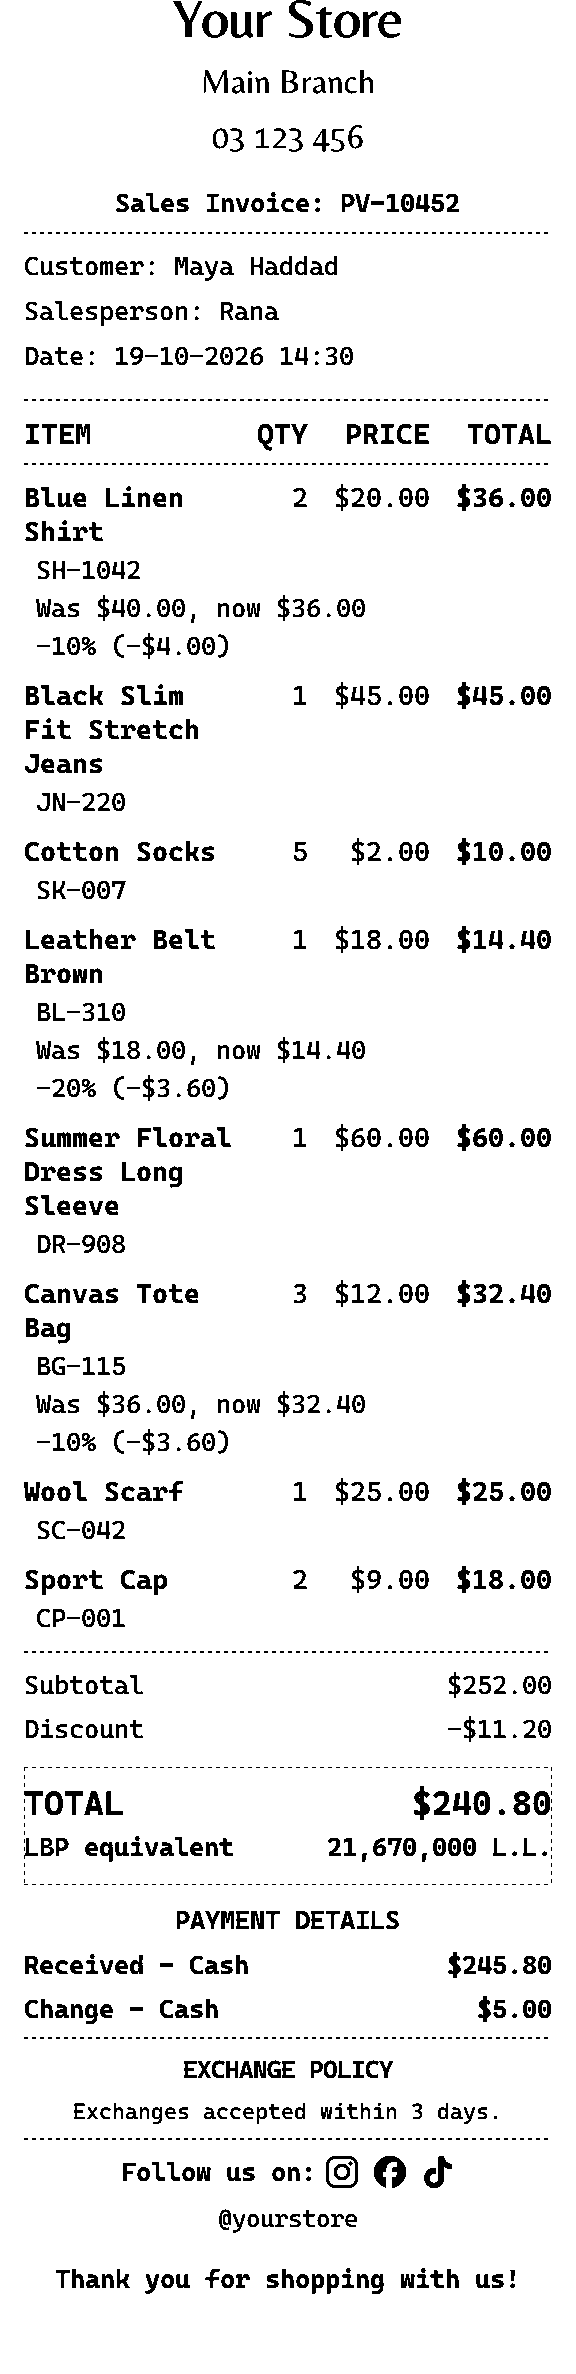 Your Store
Main Branch
03 123 456
Sales Invoice: PV-10452
Customer: Maya Haddad
Salesperson: Rana
Date: 19-10-2026 14:30
ITEM QTY PRICE TOTAL
Blue Linen 2 $20.00 $36.00
Shirt
SH-1042
Was $40.00, now $36.00
-10% (-$4.00)
Black Slim 1 $45.00 $45.00
Fit Stretch
Jeans
JN-220
Cotton Socks 5 $2.00 $10.00
SK-007
Leather Belt 1 $18.00 $14.40
Brown
BL-310
Was $18.00, now $14.40
-20% (-$3.60)
Summer Floral 1 $60.00 $60.00
Dress Long
Sleeve
DR-908
Canvas Tote 3 $12.00 $32.40
Bag
BG-115
Was $36.00, now $32.40
-10% (-$3.60)
Wool Scarf 1 $25.00 $25.00
SC-042
Sport Cap 2 $9.00 $18.00
CP-001
Subtotal $252.00
Discount -$11.20
TOTAL $240.80
LBP equivalent 21,670,000 L.L.
PAYMENT DETAILS
Received - Cash $245.80
Change - Cash $5.00
EXCHANGE POLICY
Exchanges accepted within 3 days.
Follow us on:
@yourstore
Thank you for shopping with us!